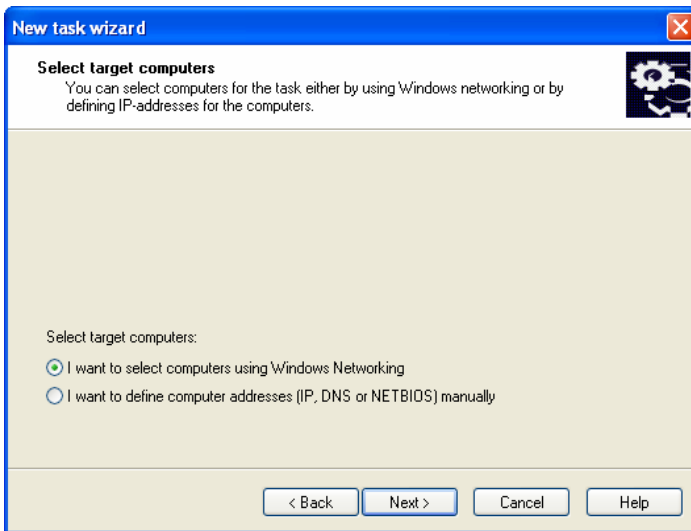 New task wizard
Select target computers
You can select computers for the task either by using Windows networking or by
defining IP-addresses for the computers.
Select target computers:
I want to select computers using Windows Networking
I want to define computer addresses (IP, DNS or NETBIOS) manually
< Back Next > Cancel Help